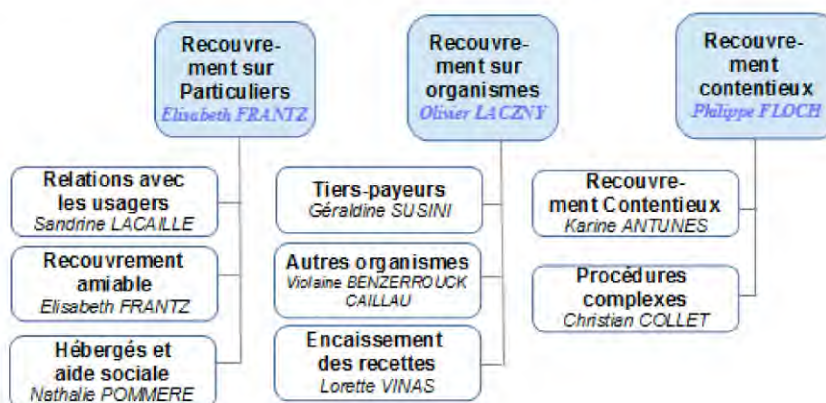 Recouvre-
ment sur
Particuliers
Elisabeth FRANTZ
Relations avec
les usagers
Sandrine LACAILLE
Recouvrement
amiable
Elisabeth FRANTZ
Hébergés et
aide sociale
Nathalie POMMERE
Recouvre-
ment sur
organismes
Olivier LACZNY
Tiers-payeurs
Géraldine SUSINI
Autres organismes
Violaine BENZERROUCK
CAILLAU
Encaissement
des recettes
Lorette VINAS
Recouvre-
ment
contentieux
Philippe FLOCH
Recouvre-
ment Contentieux
Karine ANTUNES
Procédures
complexes
Christian COLLET